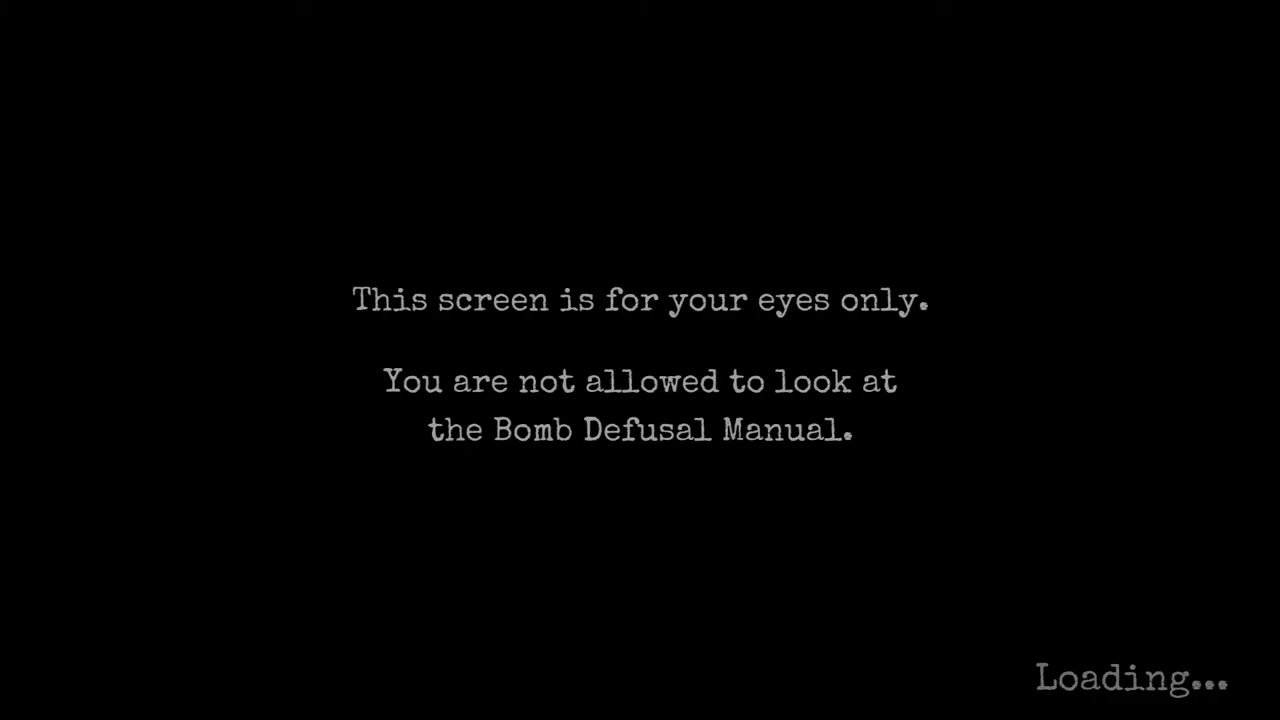 This screen is for your eyes only.
You are not allowed to look at
the Bomb Defusal Manual.
Loading...